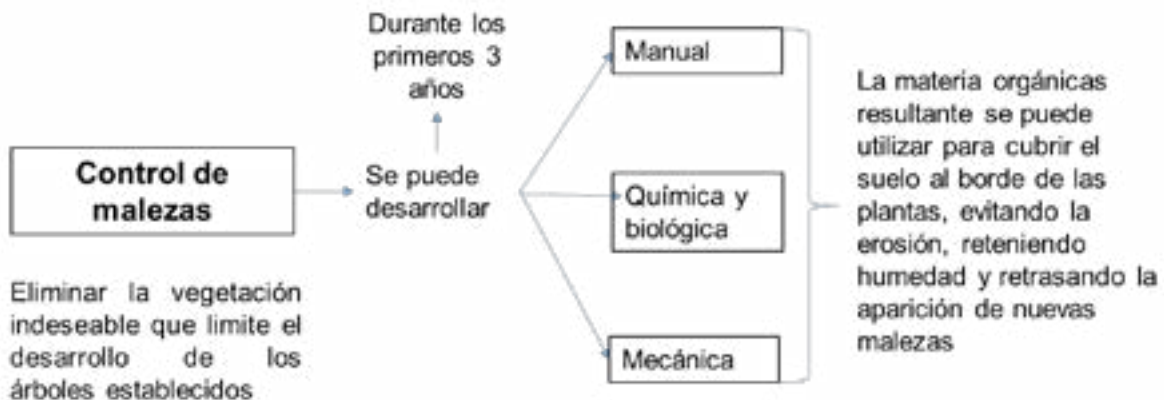 Control de
malezas
Eliminar la vegetación
indeseable que limite el
desarrollo de los
árboles establecidos
Durante los
primeros 3
años
Se puede
desarrollar
Manual
Química y
biológica
Mecánica
La materia orgánicas
resultante se puede
utilizar para cubrir el
suelo al borde de las
plantas, evitando la
erosión, reteniendo
humedad y retrasando la
aparición de nuevas
malezas